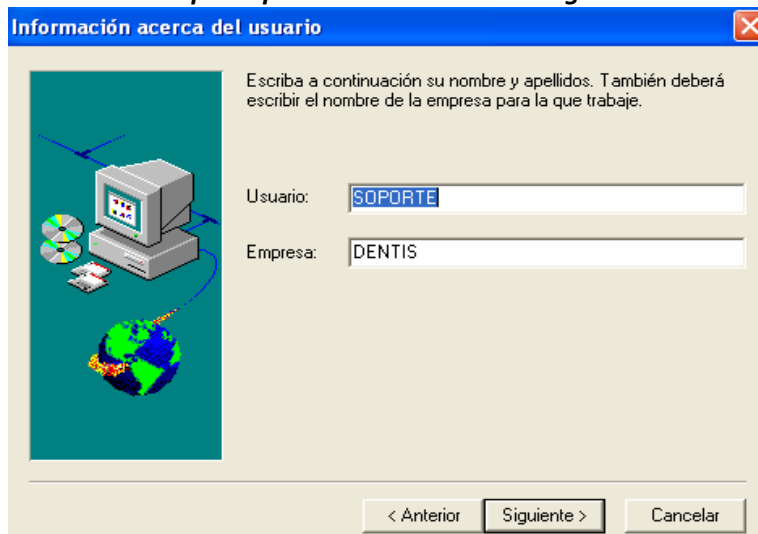 Información acerca del usuario
Escriba a continuación su nombre y apellidos. También deberá
escribir el nombre de la empresa para la que trabaje.
Usuario: SOPORTE
Empresa: DENTIS
< Anterior Siguiente > Cancelar